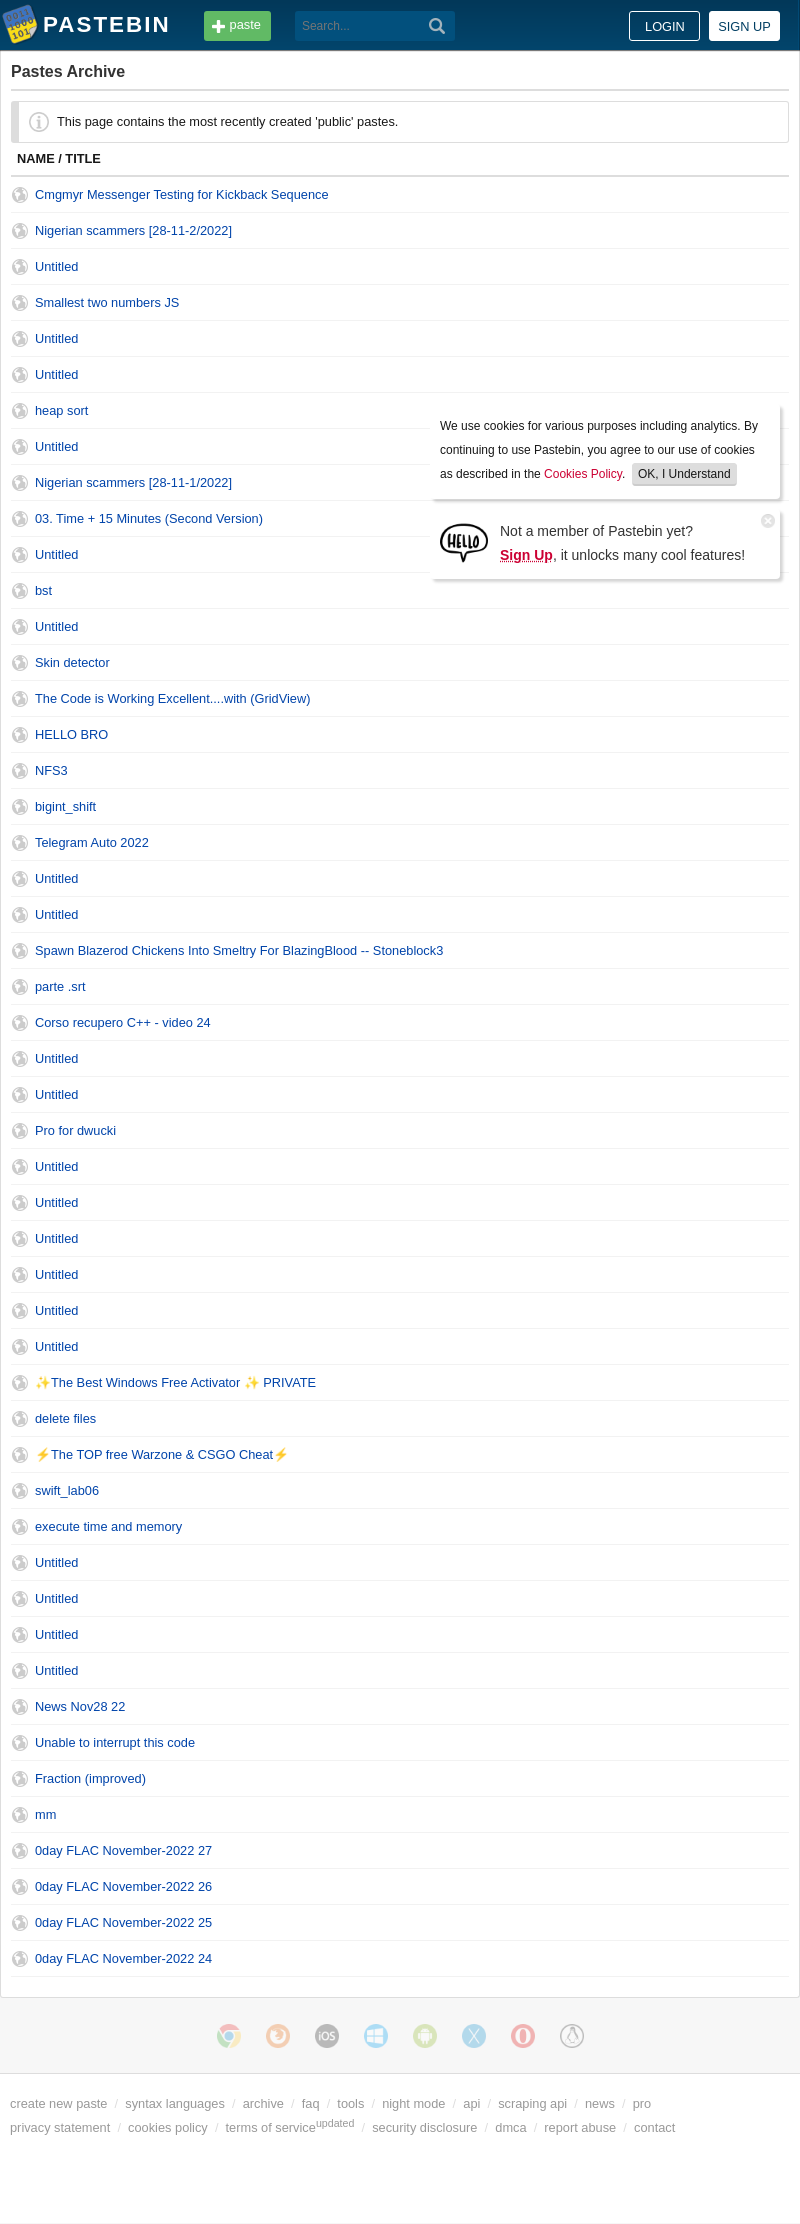 PASTEBIN paste Search... LOGIN SIGN UP
Pastes Archive
This page contains the most recently created 'public' pastes.
NAME / TITLE
Cmgmyr Messenger Testing for Kickback Sequence
Nigerian scammers [28-11-2/2022]
Untitled
Smallest two numbers JS
Untitled
Untitled
heap sort
Untitled
Nigerian scammers [28-11-1/2022]
03. Time + 15 Minutes (Second Version)
Untitled
We use cookies for various purposes including analytics. By
continuing to use Pastebin, you agree to our use of cookies
as described in the Cookies Policy. OK, I Understand
HELLO
Not a member of Pastebin yet?
Sign Up, it unlocks many cool features!
bst
Untitled
Skin detector
The Code is Working Excellent....with (GridView)
HELLO BRO
NFS3
bigint_shift
Telegram Auto 2022
Untitled
Untitled
Spawn Blazerod Chickens Into Smeltry For BlazingBlood -- Stoneblock3
parte .srt
Corso recupero C++ - video 24
Untitled
Untitled
Pro for dwucki
Untitled
Untitled
Untitled
Untitled
Untitled
Untitled
✨The Best Windows Free Activator ✨ PRIVATE
delete files
⚡The TOP free Warzone & CSGO Cheat⚡
swift_lab06
execute time and memory
Untitled
Untitled
Untitled
Untitled
News Nov28 22
Unable to interrupt this code
Fraction (improved)
mm
0day FLAC November-2022 27
0day FLAC November-2022 26
0day FLAC November-2022 25
0day FLAC November-2022 24
iOS
create new paste / syntax languages / archive / faq / tools / night mode / api / scraping api / news / pro
privacy statement / cookies policy / terms of service updated / security disclosure / dmca / report abuse / contact